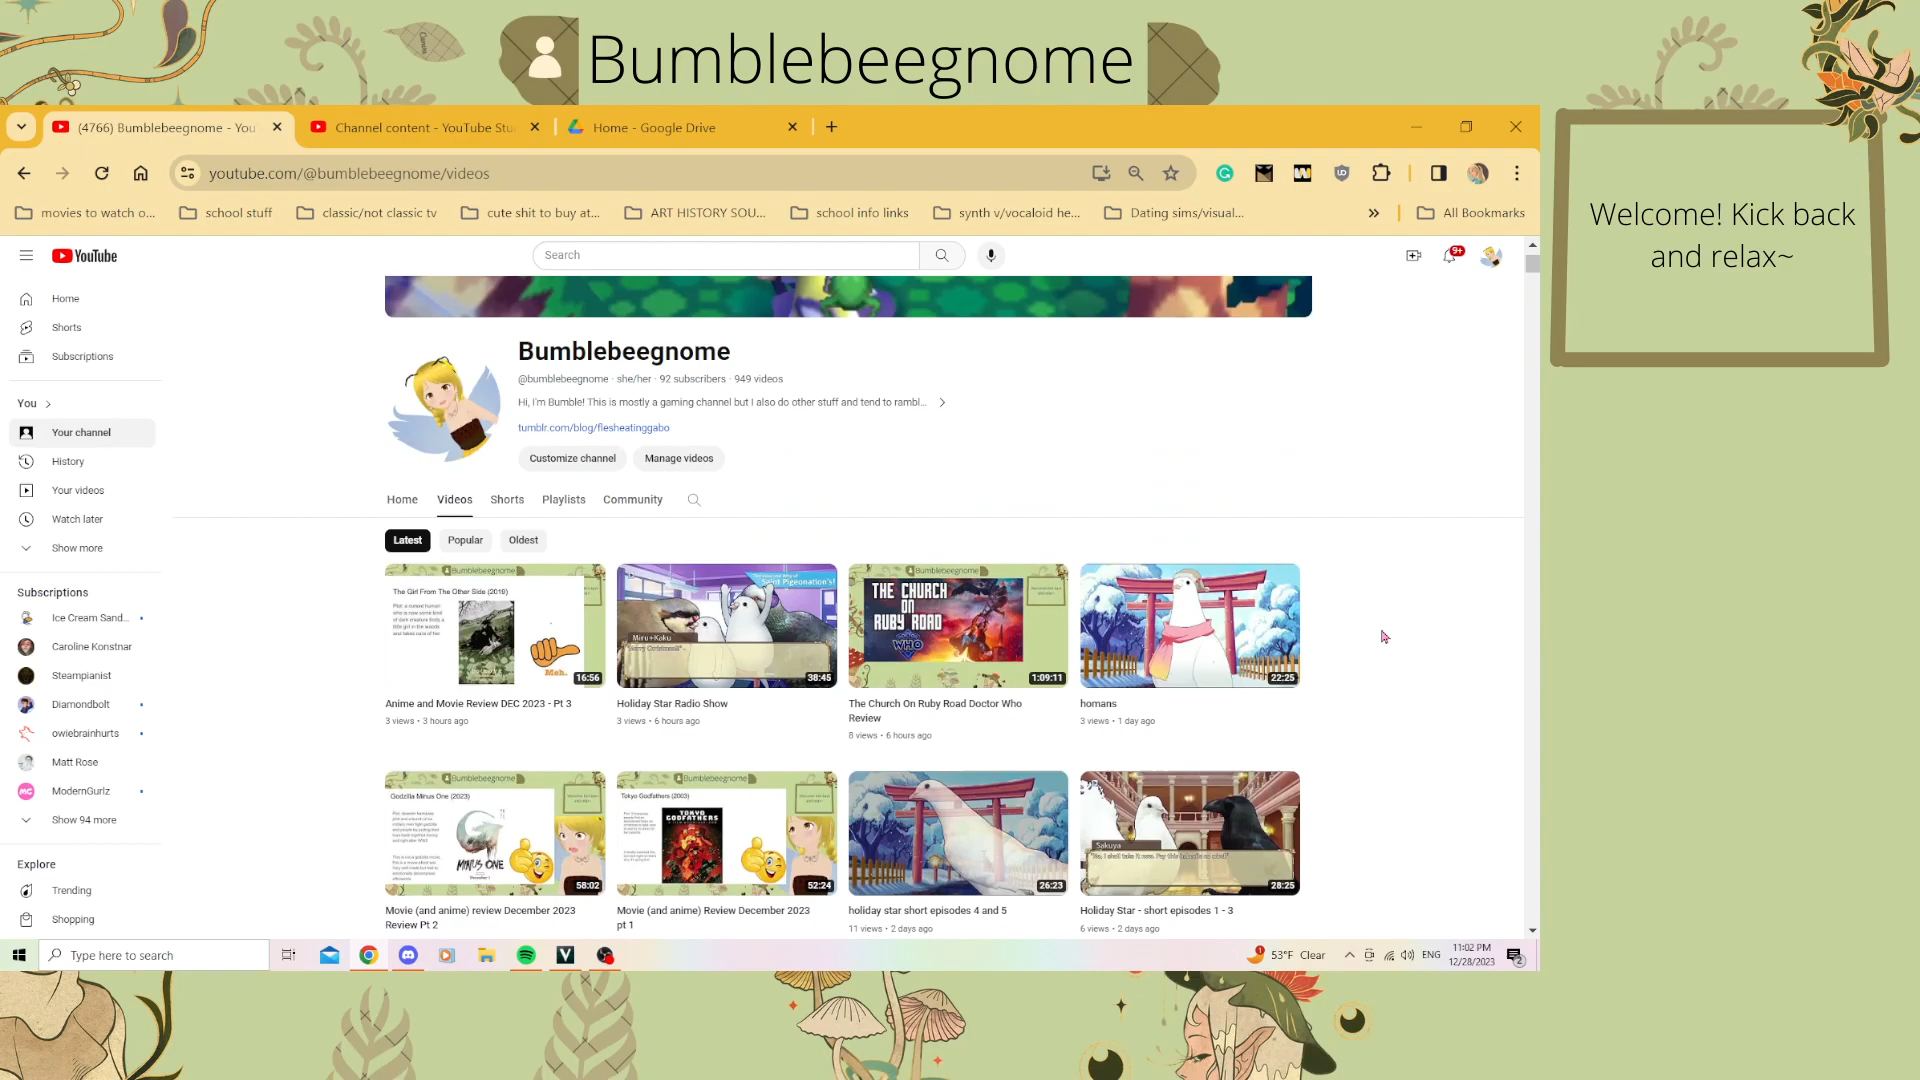 Bumblebeegnome
(4766) Bumblebeegnome - You
Channel content - YouTube Stu
Home - Google Drive
youtube.com/@bumblebeegnome/videos
movies to watch o...
school stuff
classic/not classic tv
cute shit to buy at...
ART HISTORY SOU...
school info links
synth v/vocaloid he...
Dating sims/visual...
All Bookmarks
Welcome! Kick back
and relax~
YouTube
Search
9+
Home
Shorts
Subscriptions
You
Your channel
History
Your videos
Watch later
Show more
Subscriptions
Ice Cream Sand...
Caroline Konstnar
Steampianist
Diamondbolt
owiebrainhurts
Matt Rose
ModernGurlz
Show 94 more
Explore
Trending
Shopping
Bumblebeegnome
@bumblebeegnome · she/her · 92 subscribers · 949 videos
Hi, I'm Bumble! This is mostly a gaming channel but I also do other stuff and tend to rambl...
tumblr.com/blog/flesheatinggabo
Customize channel
Manage videos
Home
Videos
Shorts
Playlists
Community
Latest
Popular
Oldest
Bumblebeegnome
The Girl From The Other Side (2019)
Meh.
16:56
Anime and Movie Review DEC 2023 - Pt 3
3 views • 3 hours ago
Saint Pigeonation's!
Miru+Kaku
38:45
Holiday Star Radio Show
3 views • 6 hours ago
Bumblebeegnome
THE CHURCH
ON
RUBY ROAD
WHO
1:09:11
The Church On Ruby Road Doctor Who
Review
8 views • 6 hours ago
22:25
homans
3 views • 1 day ago
Bumblebeegnome
Godzilla Minus One (2023)
MINUS ONE
58:02
Movie (and anime) review December 2023
Review Pt 2
Bumblebeegnome
Tokyo Godfathers (2003)
TOKYO
GODFATHERS
52:24
Movie (and anime) Review December 2023
pt 1
26:23
holiday star short episodes 4 and 5
11 views • 2 days ago
Sakuya
28:25
Holiday Star - short episodes 1 - 3
6 views • 2 days ago
Type here to search
53°F Clear
ENG
11:02 PM
12/28/2023
2